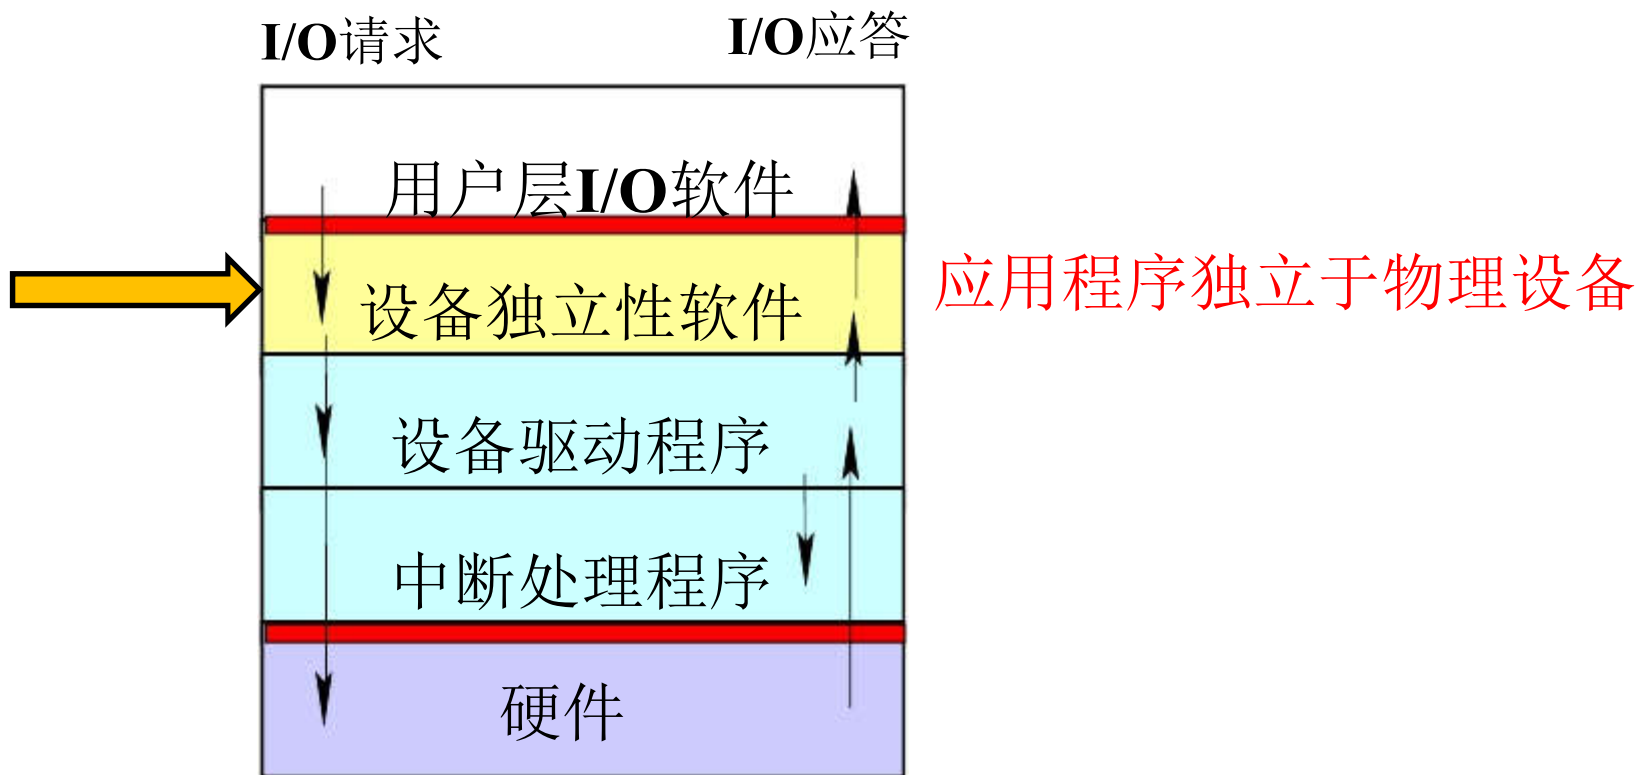 I/O请求
I/O应答
用户层I/O软件
设备独立性软件
应用程序独立于物理设备
设备驱动程序
中断处理程序
硬件